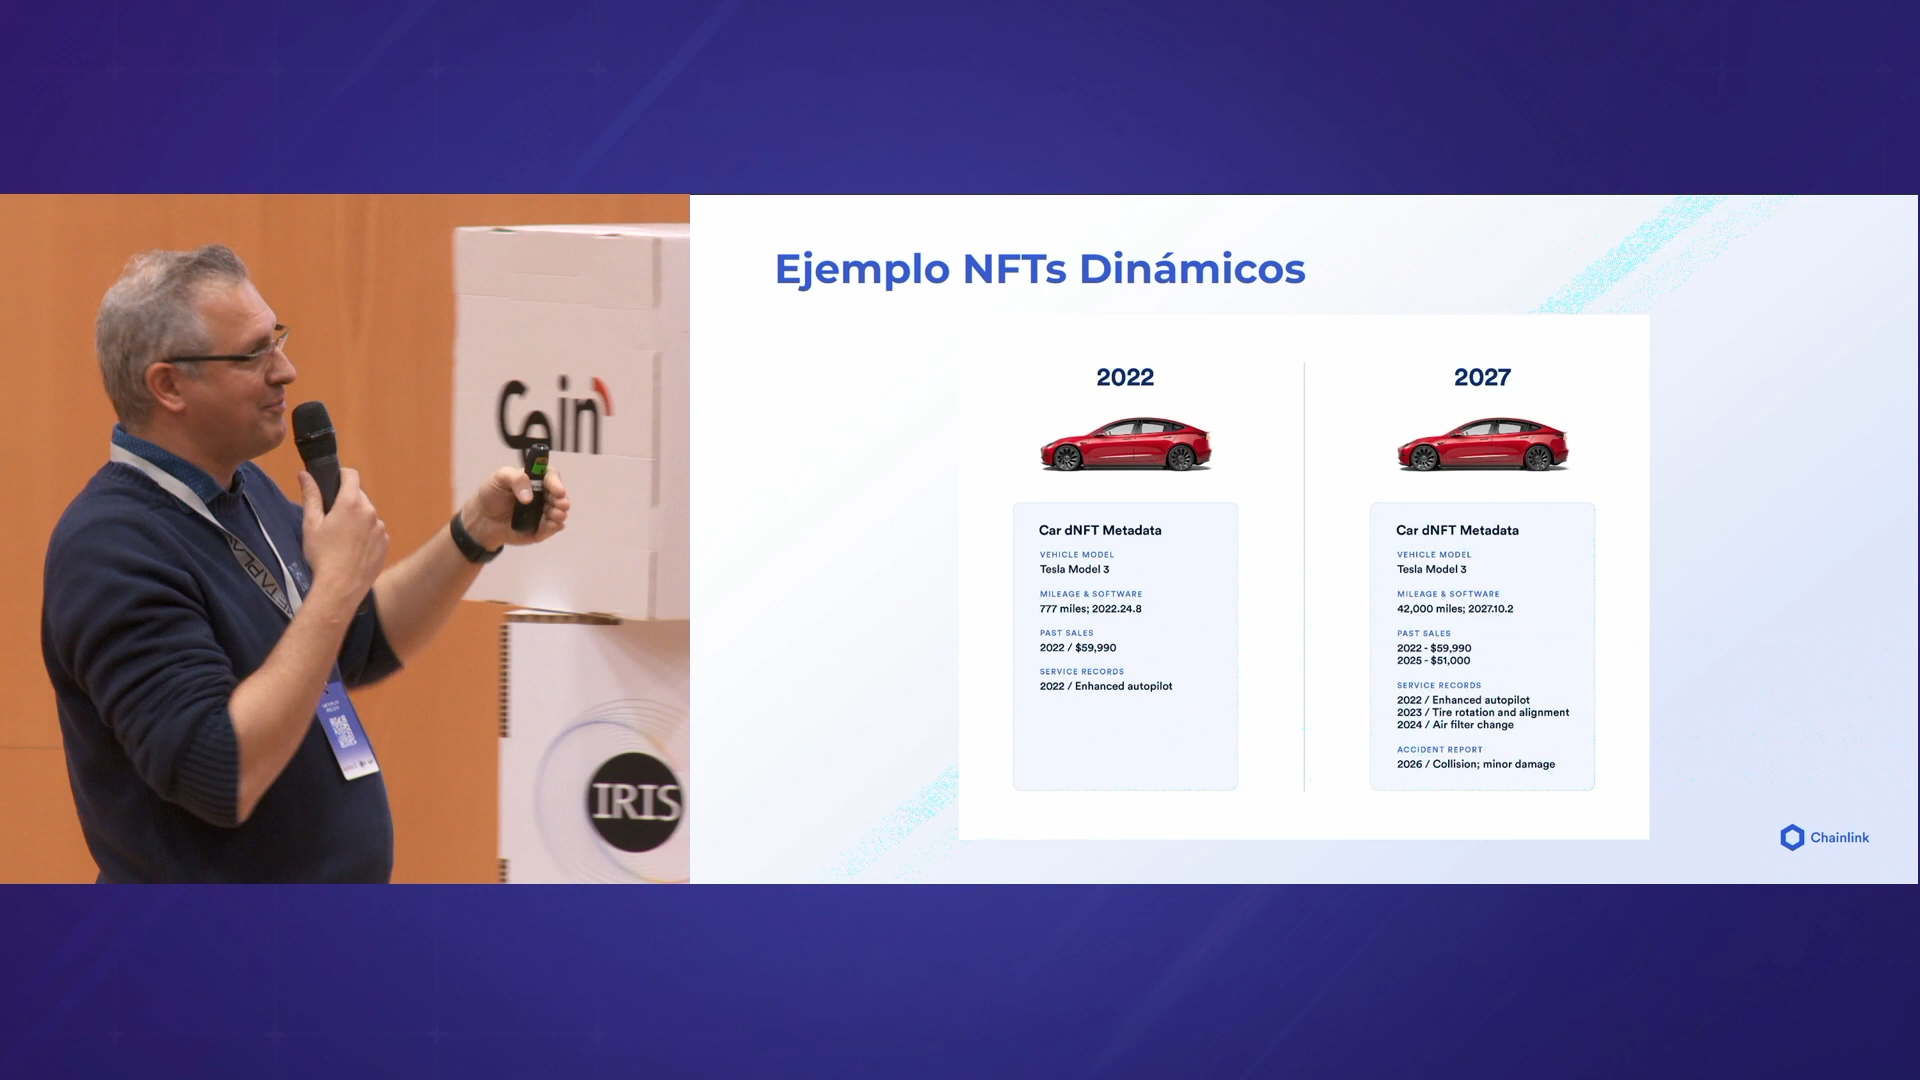 Ejemplo NFTs Dinámicos
2022
Car dNFT Metadata
VEHICLE MODEL
Tesla Model 3
MILEAGE & SOFTWARE
777 miles; 2022.24.8
PAST SALES
2022 / $59,990
SERVICE RECORDS
2022 / Enhanced autopilot
2027
Car dNFT Metadata
VEHICLE MODEL
Tesla Model 3
MILEAGE & SOFTWARE
42,000 miles; 2027.10.2
PAST SALES
2022 - $59,990
2025 - $51,000
SERVICE RECORDS
2022 / Enhanced autopilot
2023 / Tire rotation and alignment
2024 / Air filter change
ACCIDENT REPORT
2026 / Collision; minor damage
Chainlink
Coin
IRIS